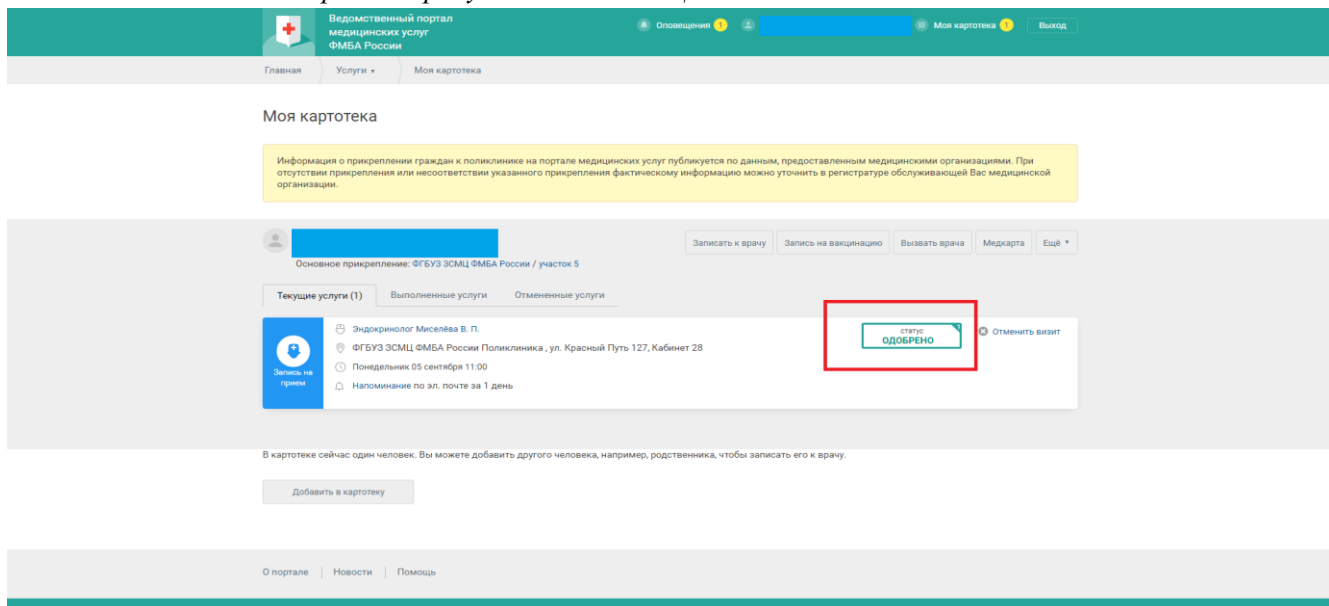 Ведомственный портал
медицинских услуг
ФМБА России
Оповещения 1
Моя картотека 1
Выход
Главная
Услуги
Моя картотека
Моя картотека
Информация о прикреплении граждан к поликлинике на портале медицинских услуг публикуется по данным, предоставленным медицинскими организациями. При
отсутствии прикрепления или несоответствии указанного прикрепления фактическому информацию можно уточнить в регистратуре обслуживающей Вас медицинской
организации.
Записать к врачу
Запись на вакцинацию
Вызвать врача
Медкарта
Ещё
Основное прикрепление: ФГБУЗ ЗСМЦ ФМБА России / участок 5
Текущие услуги (1)
Выполненные услуги
Отмененные услуги
Запись на
прием
Эндокринолог Миселёва В. П.
ФГБУЗ ЗСМЦ ФМБА России Поликлиника , ул. Красный Путь 127, Кабинет 28
Понедельник 05 сентября 11:00
Напоминание по эл. почте за 1 день
статус
ОДОБРЕНО
Отменить визит
В картотеке сейчас один человек. Вы можете добавить другого человека, например, родственника, чтобы записать его к врачу.
Добавить в картотеку
О портале
Новости
Помощь